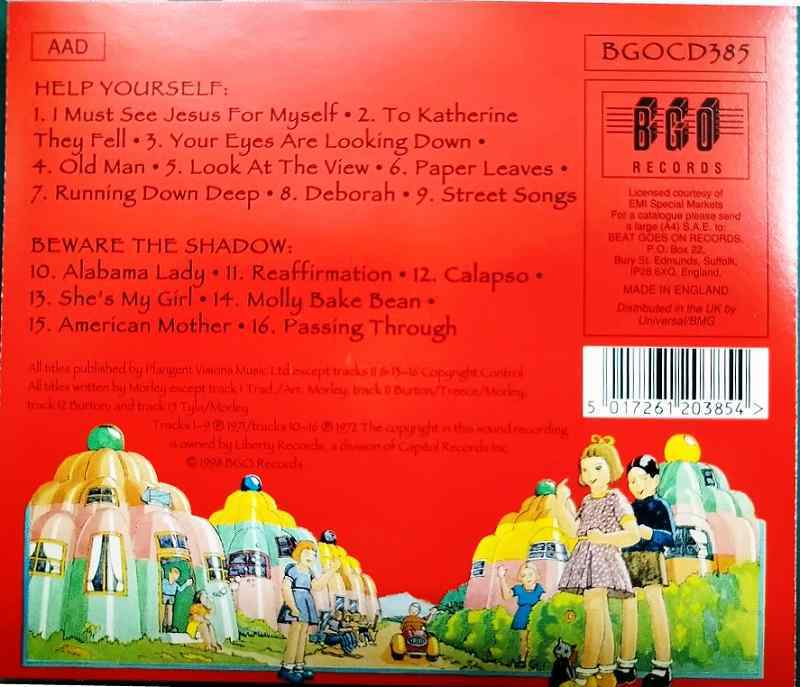 AAD
BGOCD385
HELP YOURSELF:
1. I Must See Jesus For Myself • 2. To Katherine
They Fell • 3. Your Eyes Are Looking Down •
4. Old Man • 5. Look At The View • 6. Paper Leaves •
7. Running Down Deep • 8. Deborah • 9. Street Songs
BEWARE THE SHADOW:
10. Alabama Lady • 11. Reaffirmation • 12. Calapso •
13. She's My Girl • 14. Molly Bake Bean •
15. American Mother • 16. Passing Through
BGO
RECORDS
Licensed courtesy of
EMI Special Markets
For a catalogue please send
a large (A4) S.A.E. to:
BEAT GOES ON RECORDS,
P.O. Box 22,
Bury St. Edmunds, Suffolk,
IP28 6XQ, England.
MADE IN ENGLAND
Distributed in the UK by
Universal/BMG
5 017261 203854 >
All titles published by Plangent Visions Music Ltd except tracks 11 & 15-16 Copyright Control
All titles written by Morley except track 1 Trad./Arr. Morley, track 11 Burton/Treece/Morley,
track 12 Burton, and track 13 Tyla/Morley
Tracks 1-9 ℗ 1971/tracks 10-16 ℗ 1972 The copyright in this sound recording
is owned by Liberty Records, a division of Capitol Records Inc
© 1998 BGO Records